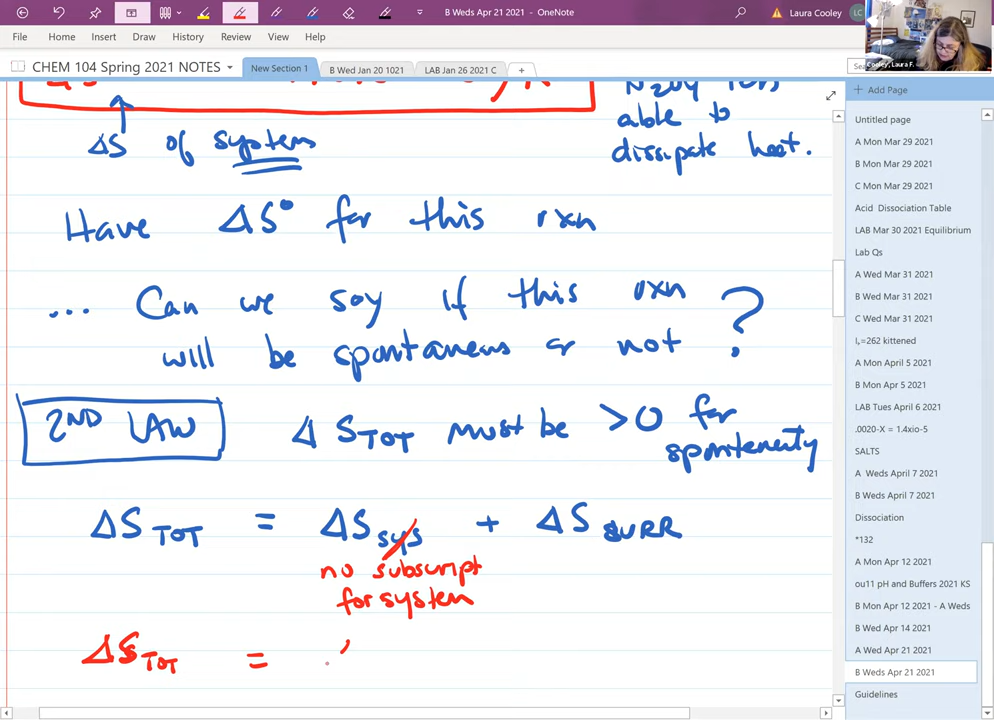 B Weds Apr 21 2021 - OneNote
Laura Cooley
LC
File Home Insert Draw History Review View Help
CHEM 104 Spring 2021 NOTES
New Section 1
B Wed Jan 20 1021
LAB Jan 26 2021 C
Cooley, Laura F.
Add Page
Untitled page
A Mon Mar 29 2021
B Mon Mar 29 2021
C Mon Mar 29 2021
Acid Dissociation Table
LAB Mar 30 2021 Equilibrium
Lab Qs
A Wed Mar 31 2021
B Wed Mar 31 2021
C Wed Mar 31 2021
I,=262 kittened
A Mon April 5 2021
B Mon Apr 5 2021
LAB Tues April 6 2021
.0020-X = 1.4xio-5
SALTS
A Weds April 7 2021
B Weds April 7 2021
Dissociation
*132
A Mon Apr 12 2021
ou11 pH and Buffers 2021 KS
B Mon Apr 12 2021 - A Weds
B Wed Apr 14 2021
A Wed Apr 21 2021
B Weds Apr 21 2021
Guidelines
able to
dissipate heat.
ΔS of system
Have ΔS° for this rxn
... Can we say if this rxn
will be spontaneous or not ?
2ND LAW
Δ STOT must be >0 for
spontaneity
ΔS TOT = ΔS sys + ΔS SURR
no subscript
for system
ΔS TOT =